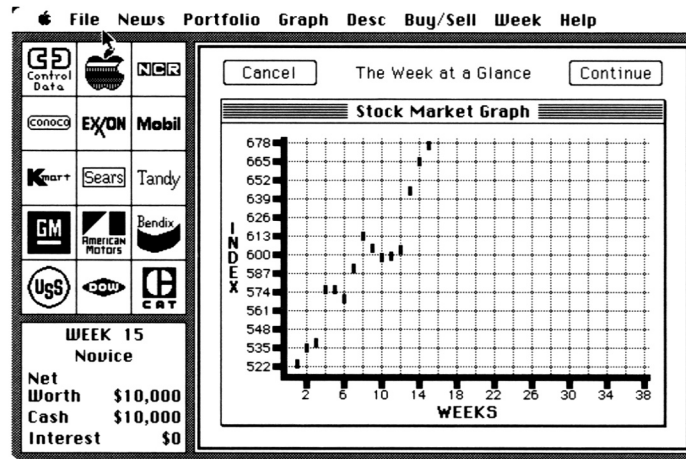 File News Portfolio Graph Desc Buy/Sell Week Help
GD
Control
Data
NCR
conoco
EXXON
Mobil
Kmart
Sears
Tandy
GM
American
Motors
Bendix
USS
DOW
CAT
WEEK 15
Novice
Net
Worth $10,000
Cash $10,000
Interest $0
Cancel
The Week at a Glance
Continue
Stock Market Graph
INDEX
678
665
652
639
626
613
600
587
574
561
548
535
522
2 6 10 14 18 22 26 30 34 38
WEEKS